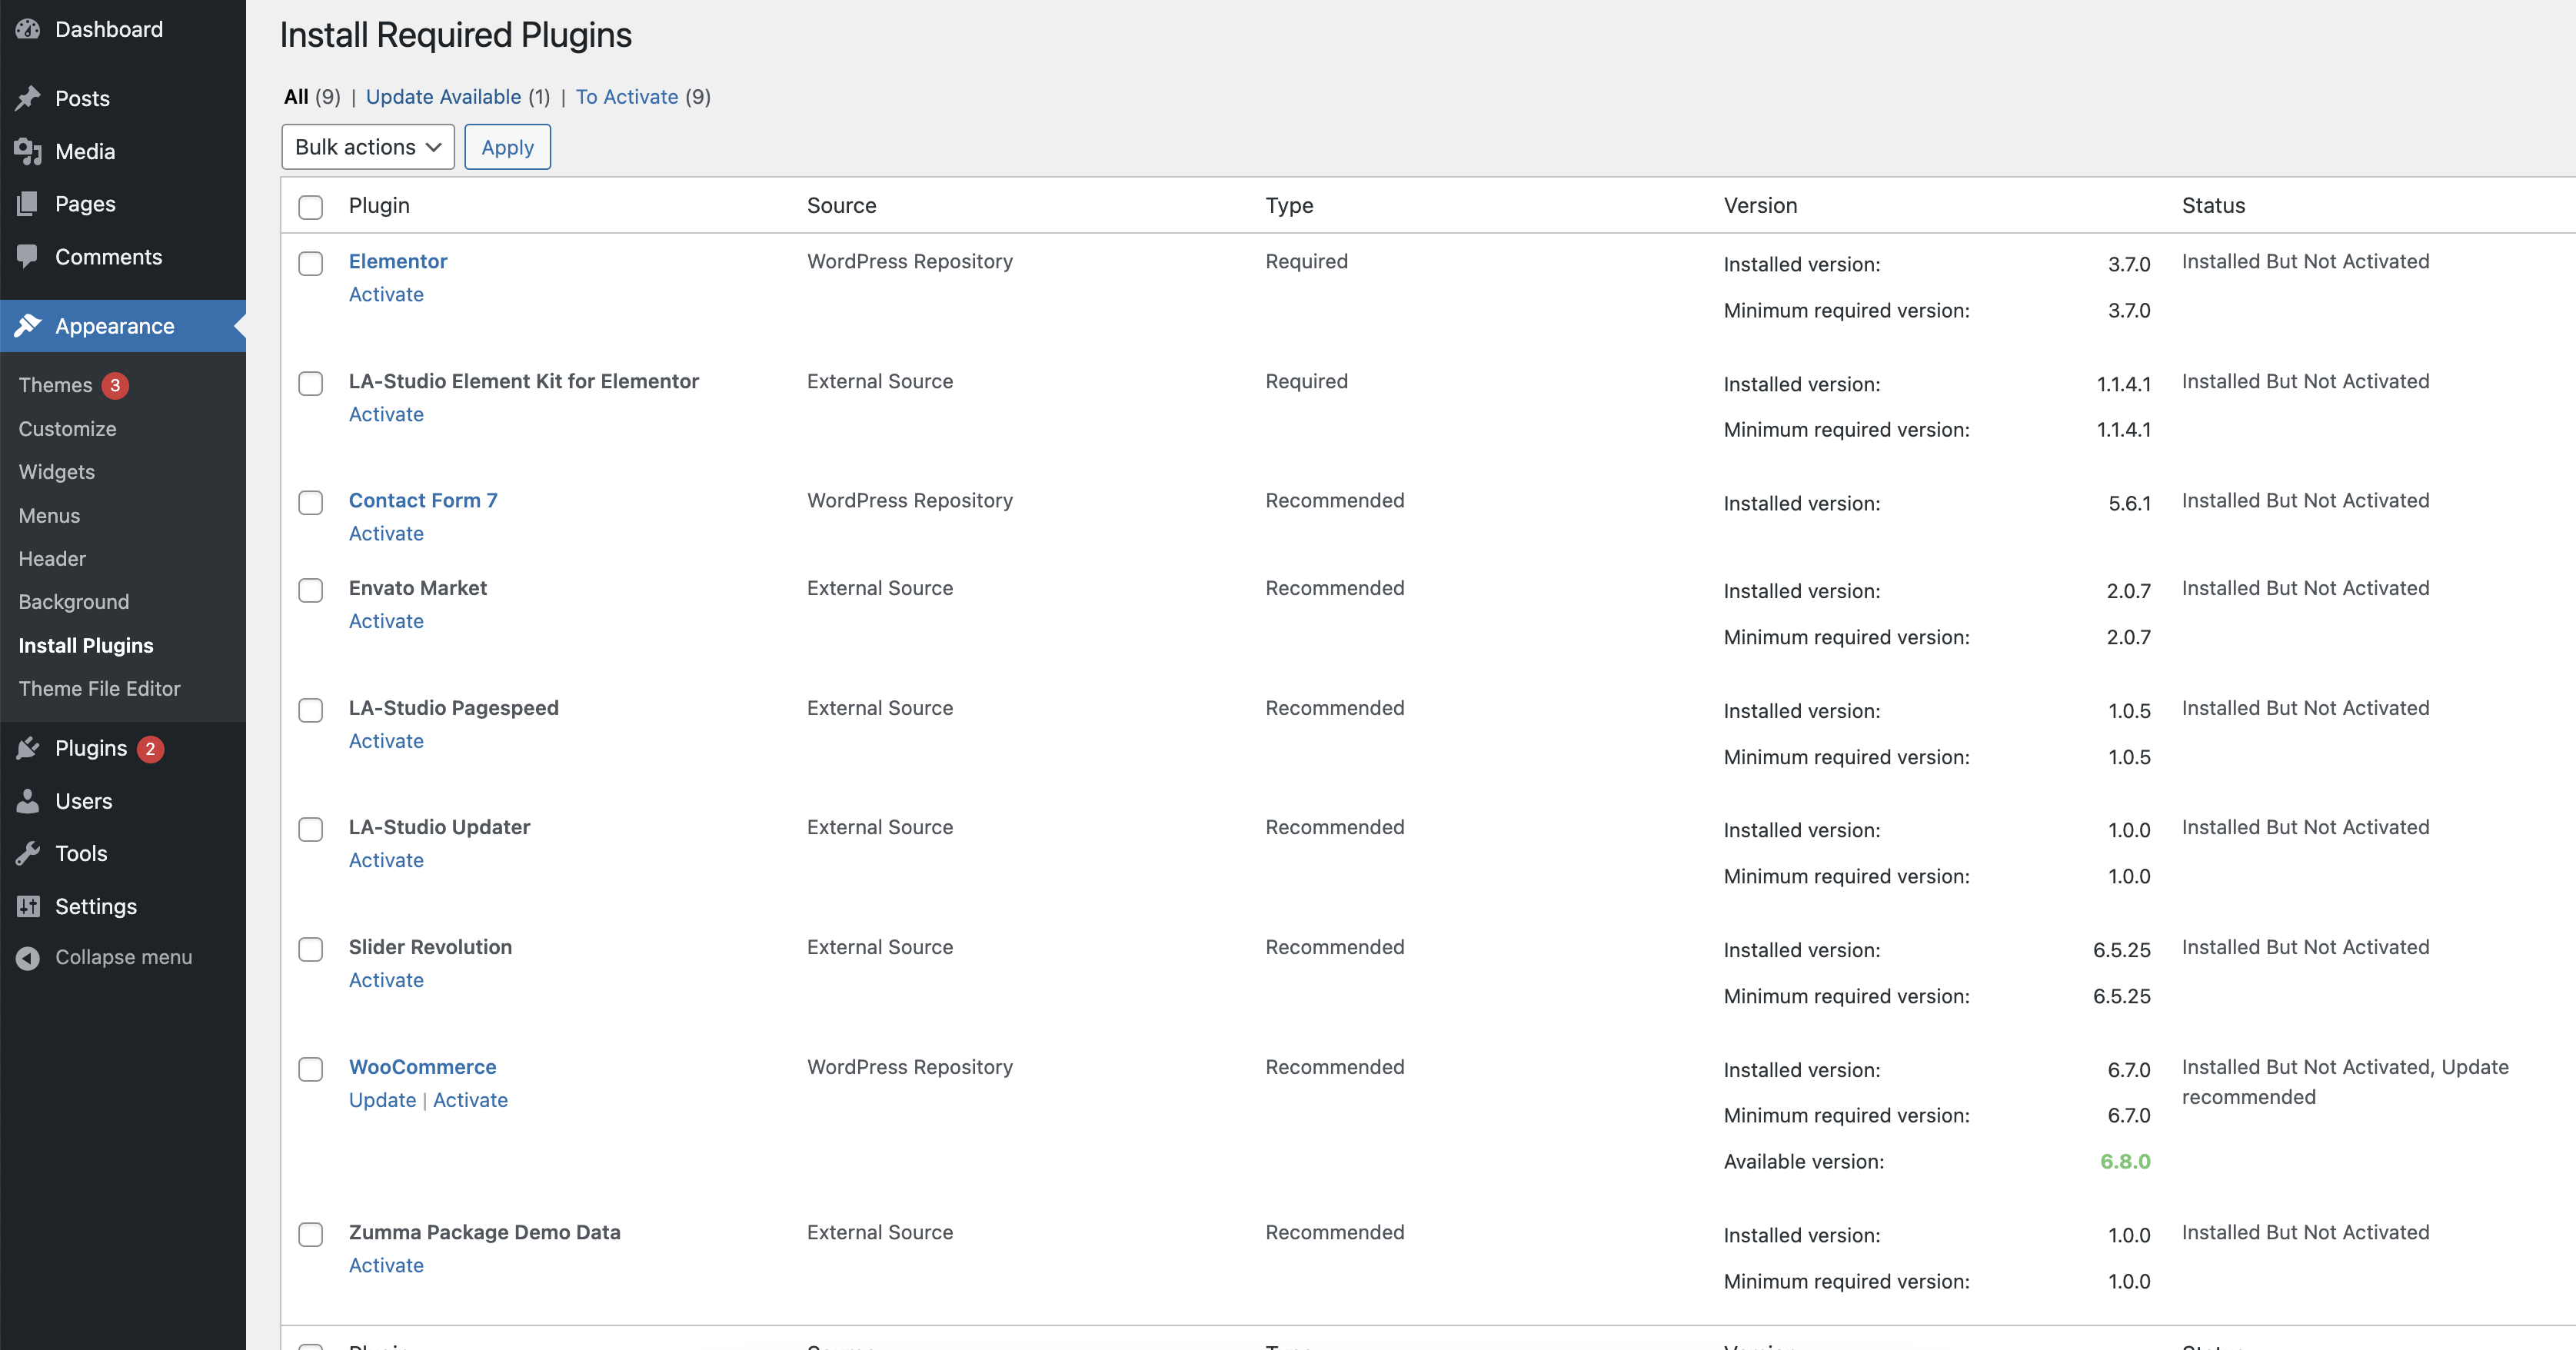 Dashboard
Posts
Media
Pages
Comments
Appearance
Themes 3
Customize
Widgets
Menus
Header
Background
Install Plugins
Theme File Editor
Plugins 2
Users
Tools
Settings
Collapse menu
Install Required Plugins
All (9) | Update Available (1) | To Activate (9)
Bulk actions Apply
Plugin Source Type Version Status
Elementor WordPress Repository Required Installed version: 3.7.0 Installed But Not Activated
Activate
Minimum required version: 3.7.0
LA-Studio Element Kit for Elementor External Source Required Installed version: 1.1.4.1 Installed But Not Activated
Activate
Minimum required version: 1.1.4.1
Contact Form 7 WordPress Repository Recommended Installed version: 5.6.1 Installed But Not Activated
Activate
Envato Market External Source Recommended Installed version: 2.0.7 Installed But Not Activated
Activate
Minimum required version: 2.0.7
LA-Studio Pagespeed External Source Recommended Installed version: 1.0.5 Installed But Not Activated
Activate
Minimum required version: 1.0.5
LA-Studio Updater External Source Recommended Installed version: 1.0.0 Installed But Not Activated
Activate
Minimum required version: 1.0.0
Slider Revolution External Source Recommended Installed version: 6.5.25 Installed But Not Activated
Activate
Minimum required version: 6.5.25
WooCommerce WordPress Repository Recommended Installed version: 6.7.0 Installed But Not Activated, Update
recommended
Update | Activate
Minimum required version: 6.7.0
Available version: 6.8.0
Zumma Package Demo Data External Source Recommended Installed version: 1.0.0 Installed But Not Activated
Activate
Minimum required version: 1.0.0